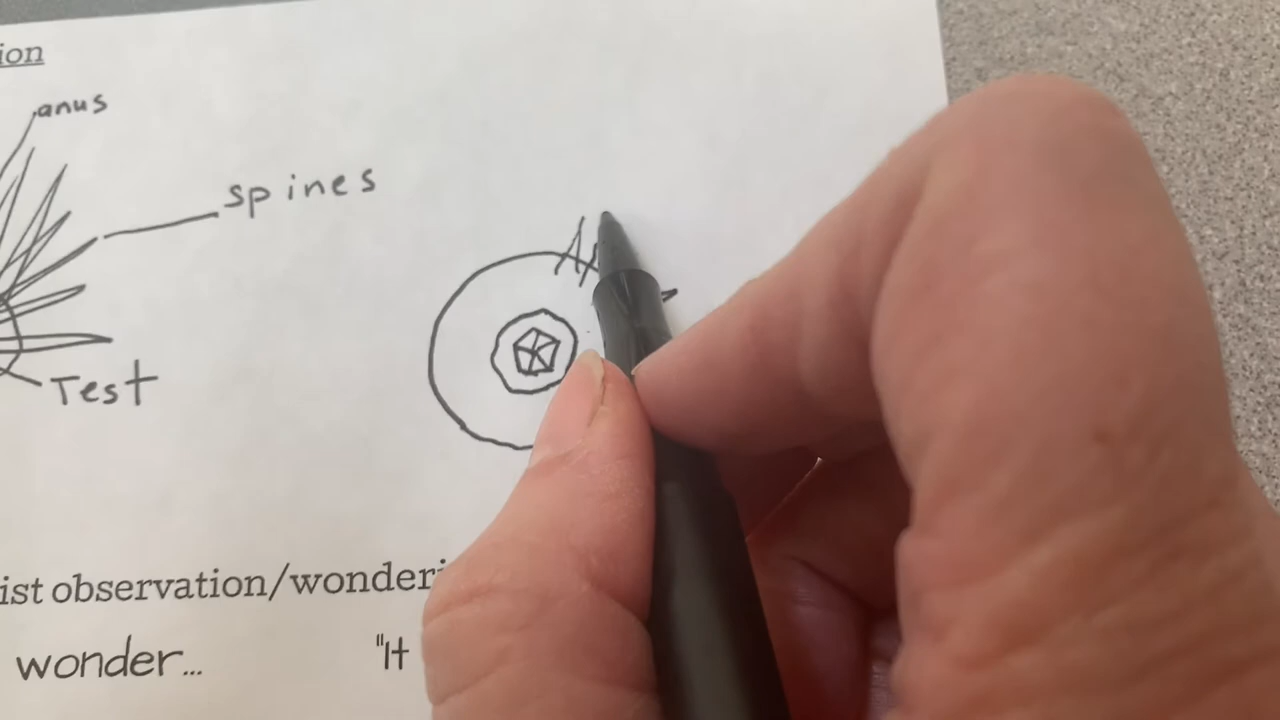 ion
anus
spines
Test
ist observation/wonderi
wonder... "It